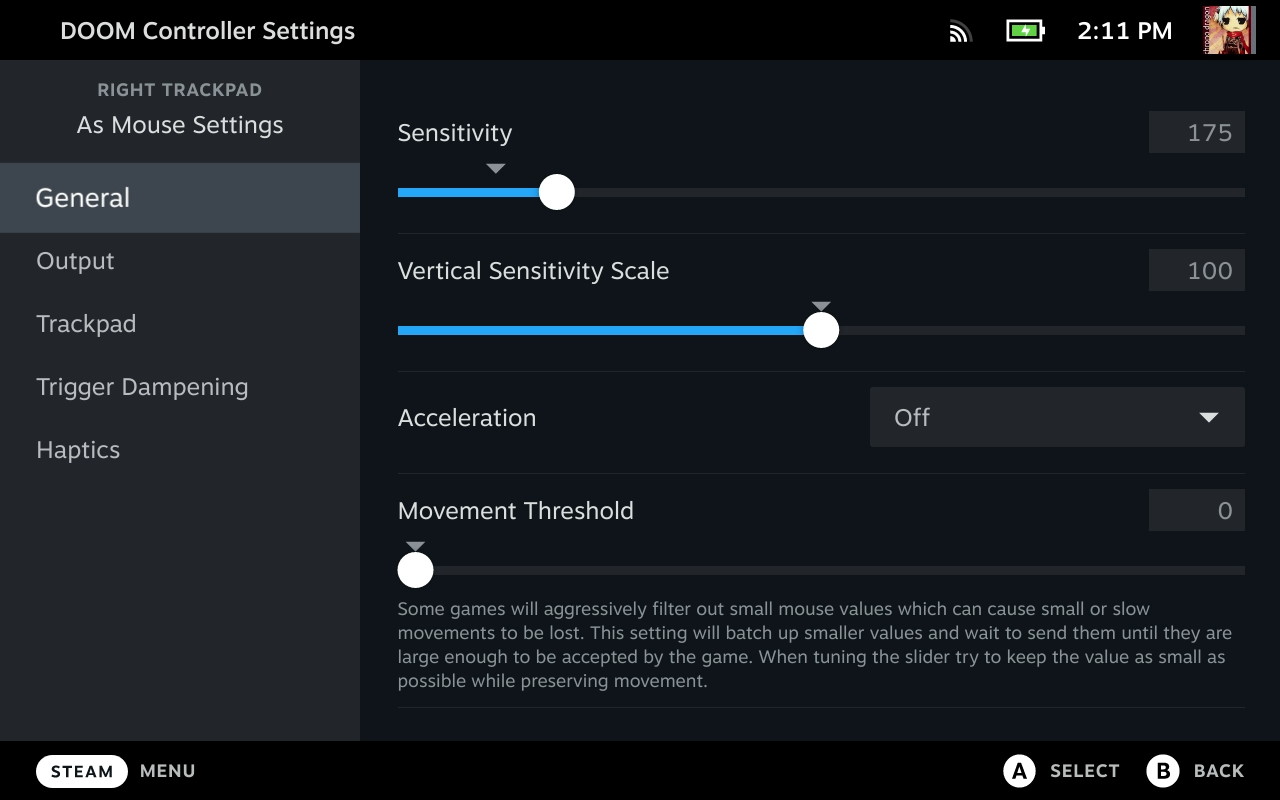 DOOM Controller Settings
2:11 PM
RIGHT TRACKPAD
As Mouse Settings
General
Output
Trackpad
Trigger Dampening
Haptics
Sensitivity
175
Vertical Sensitivity Scale
100
Acceleration
Off
Movement Threshold
0
Some games will aggressively filter out small mouse values which can cause small or slow
movements to be lost. This setting will batch up smaller values and wait to send them until they are
large enough to be accepted by the game. When tuning the slider try to keep the value as small as
possible while preserving movement.
STEAM MENU
A SELECT B BACK